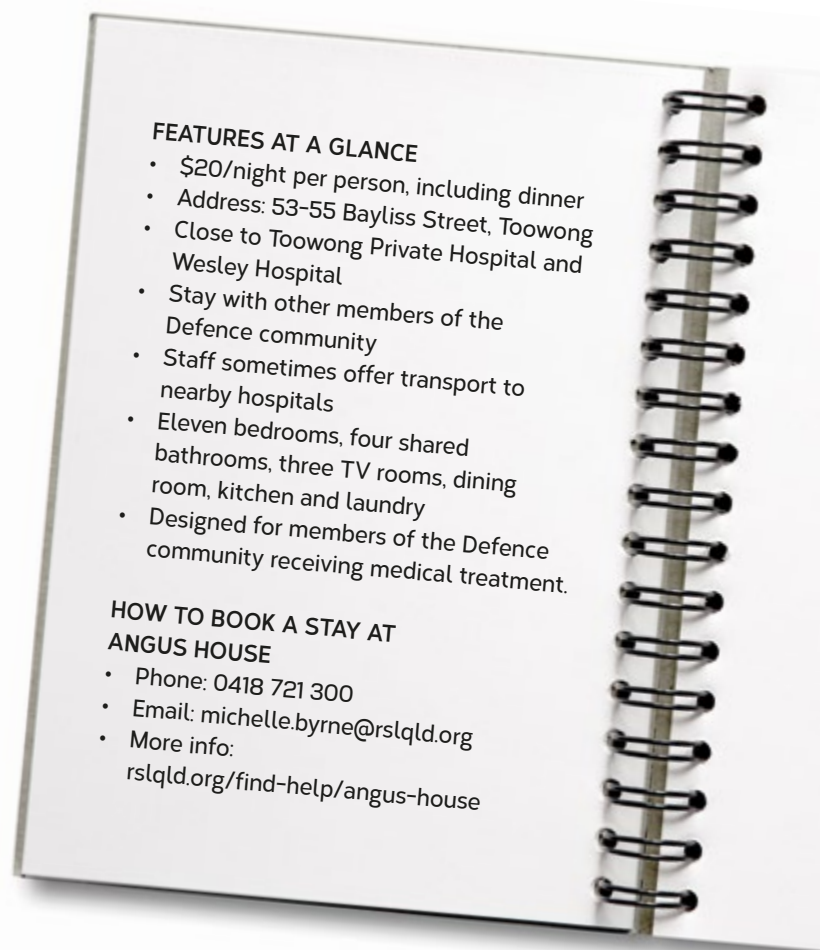 FEATURES AT A GLANCE
• $20/night per person, including dinner
• Address: 53-55 Bayliss Street, Toowong
• Close to Toowong Private Hospital and
Wesley Hospital
• Stay with other members of the
Defence community
• Staff sometimes offer transport to
nearby hospitals
• Eleven bedrooms, four shared
bathrooms, three TV rooms, dining
room, kitchen and laundry
• Designed for members of the Defence
community receiving medical treatment.
HOW TO BOOK A STAY AT
ANGUS HOUSE
• Phone: 0418 721 300
• Email: michelle.byrne@rslqld.org
• More info:
rslqld.org/find-help/angus-house